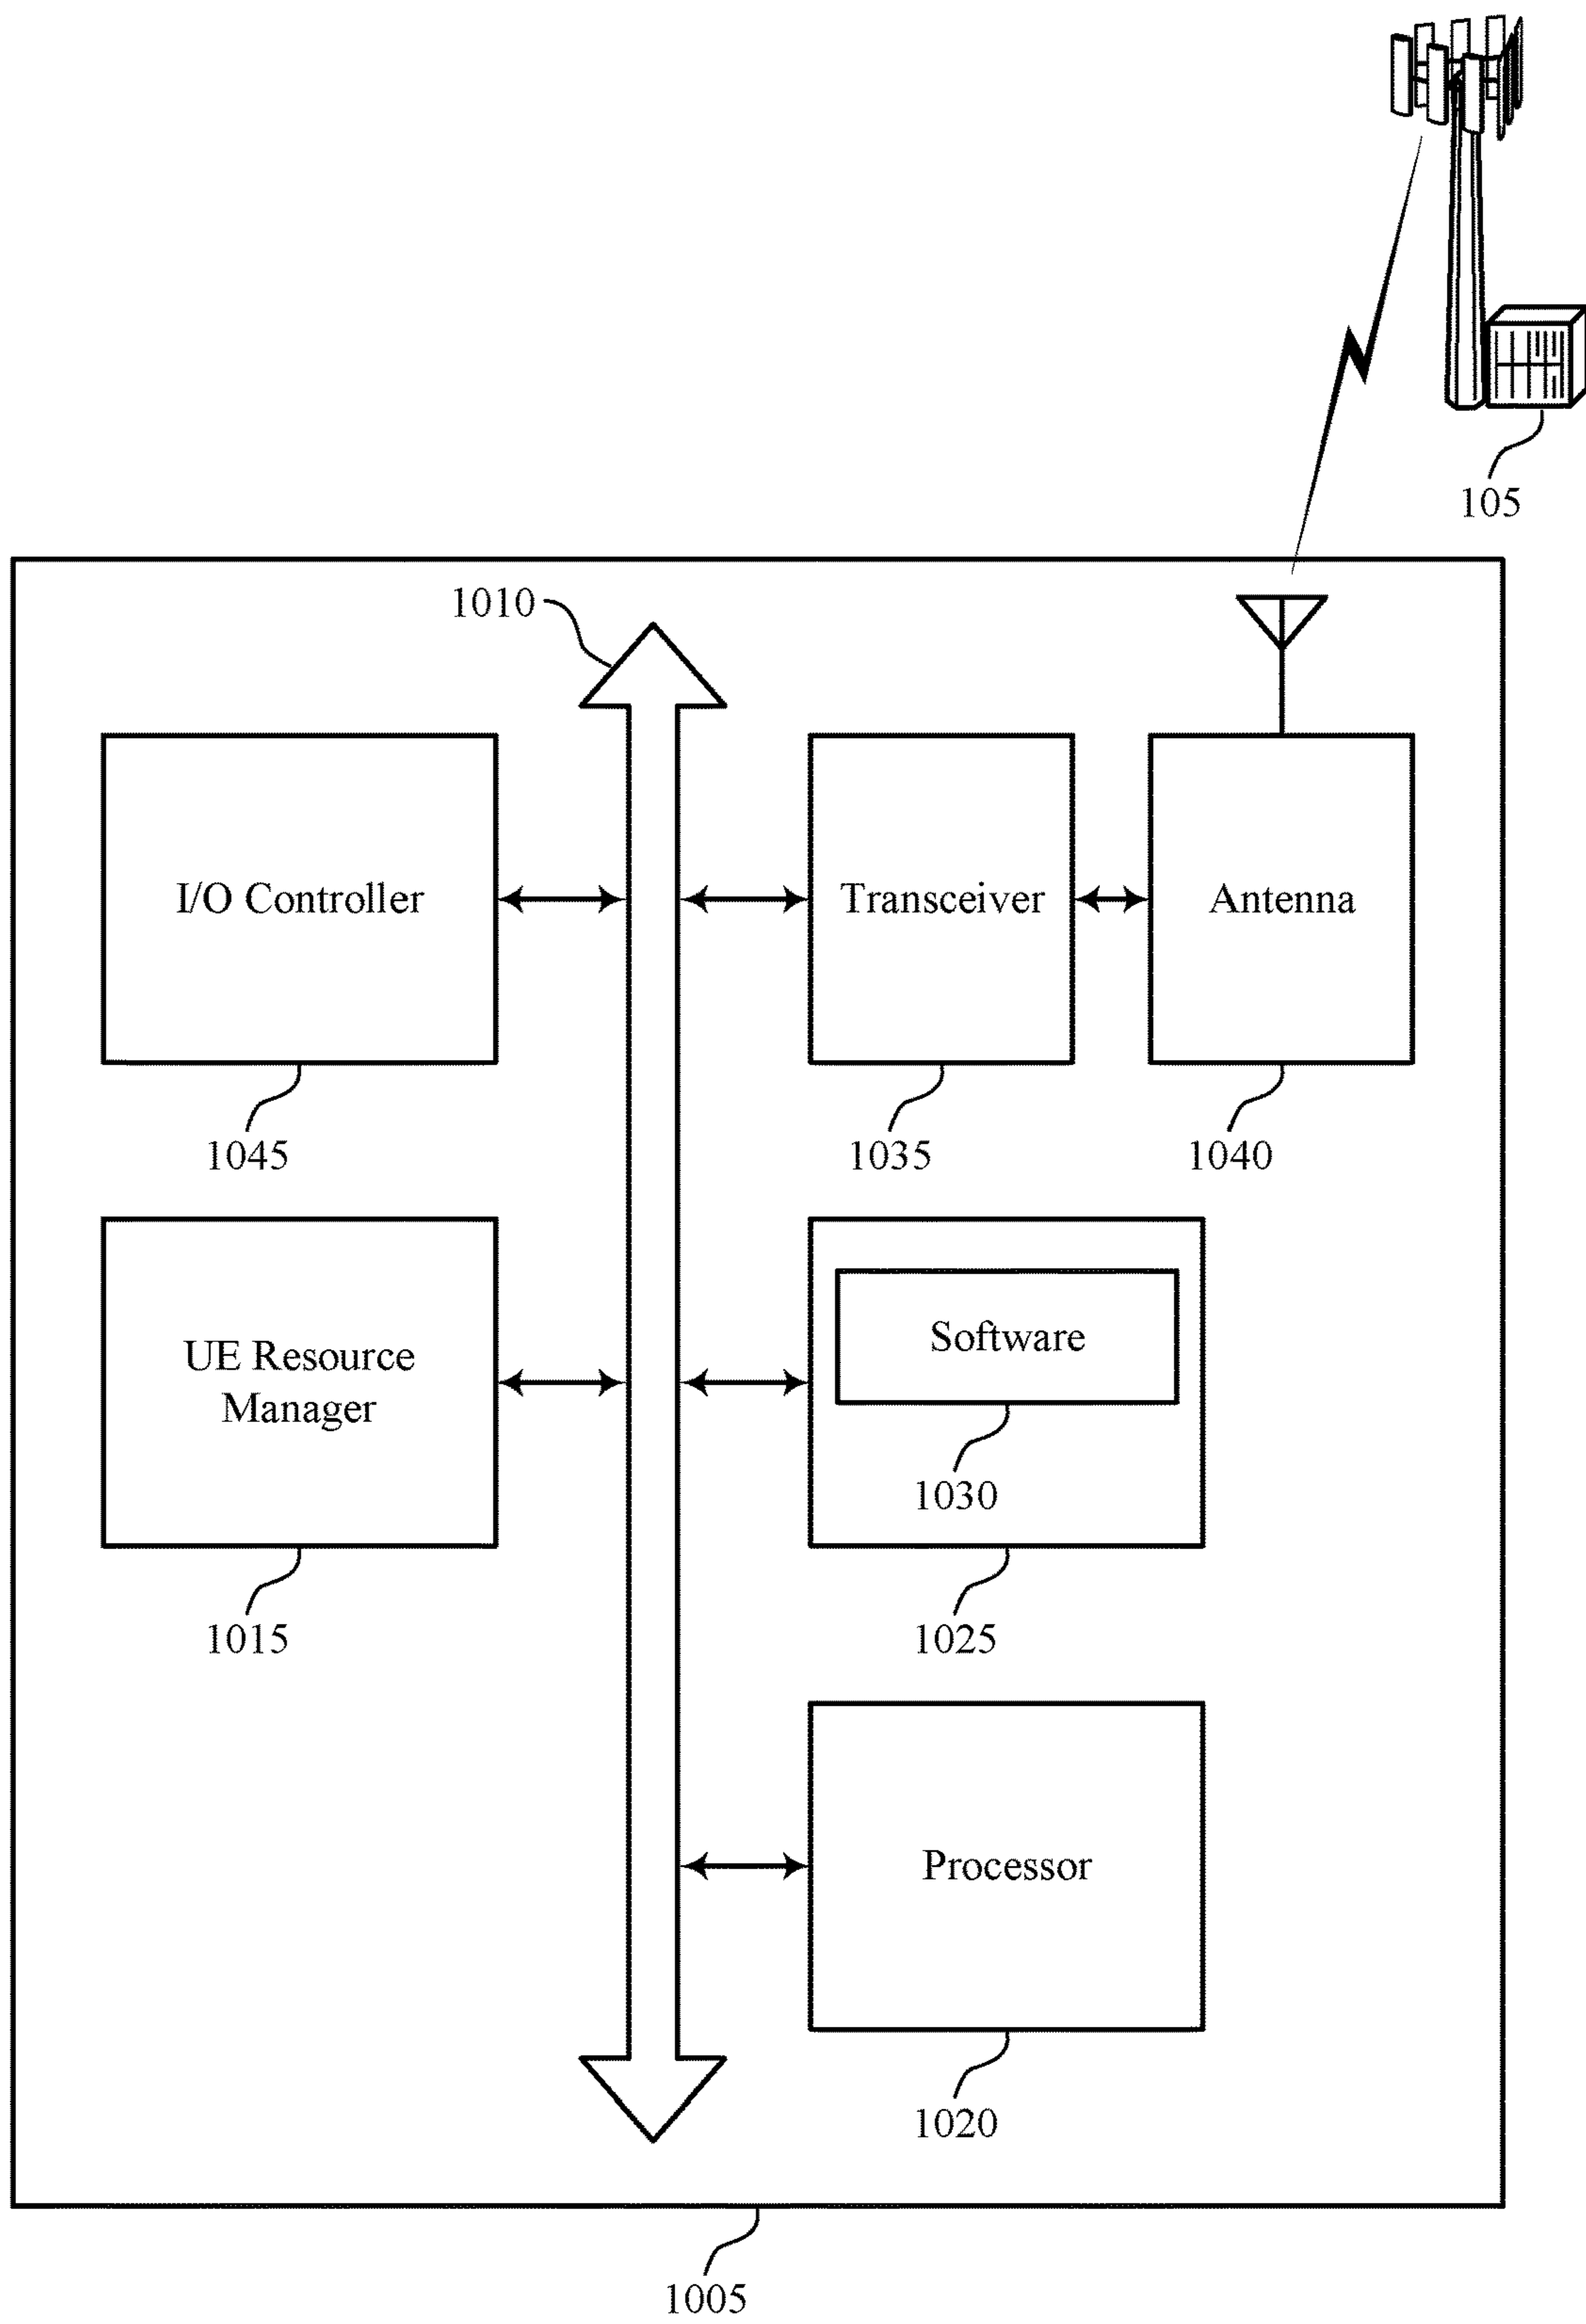 105
1010
I/O Controller
Transceiver
Antenna
1045
1035
1040
UE Resource
Manager
Software
1030
1015
1025
Processor
1020
1005